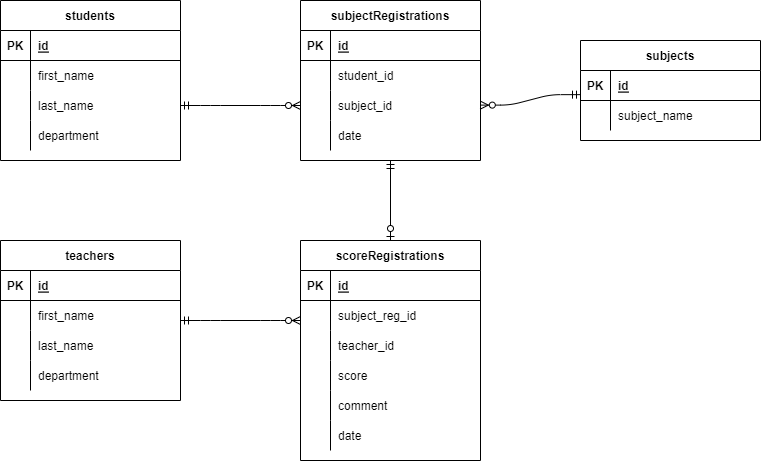 students
PK id
first_name
last_name
department
subjectRegistrations
PK id
student_id
subject_id
date
subjects
PK id
subject_name
teachers
PK id
first_name
last_name
department
scoreRegistrations
PK id
subject_reg_id
teacher_id
score
comment
date